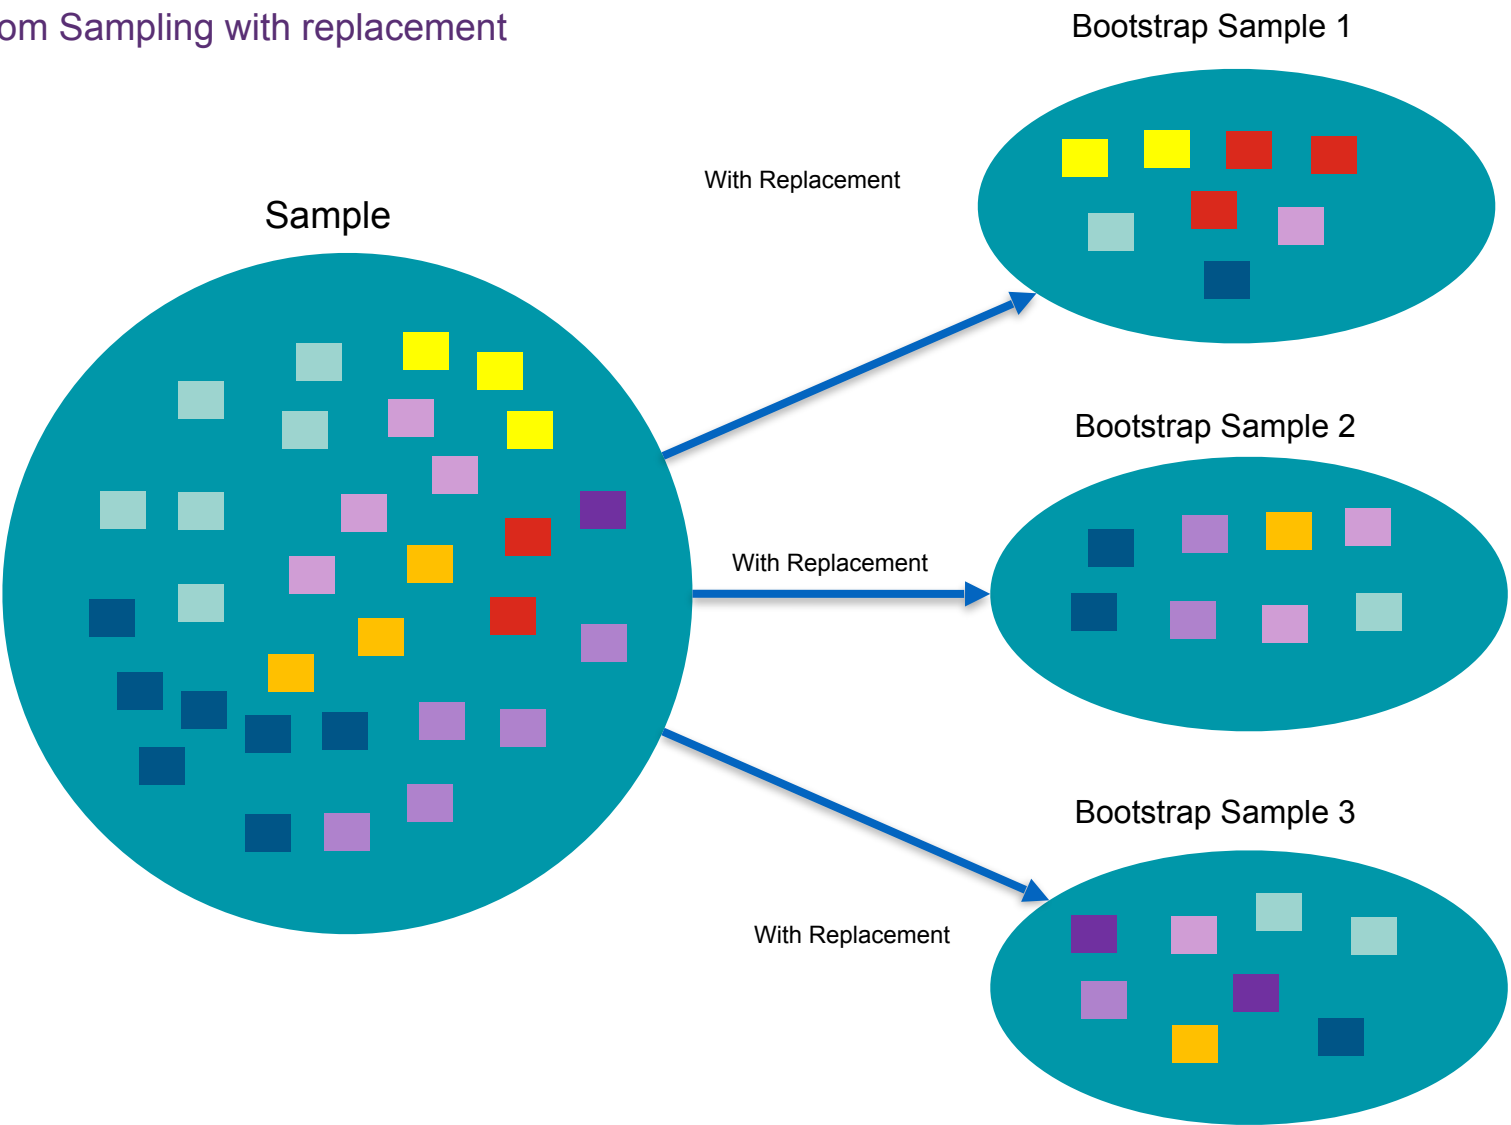 Sampling with replacement
Bootstrap Sample 1
With Replacement
Sample
Bootstrap Sample 2
With Replacement
Bootstrap Sample 3
With Replacement